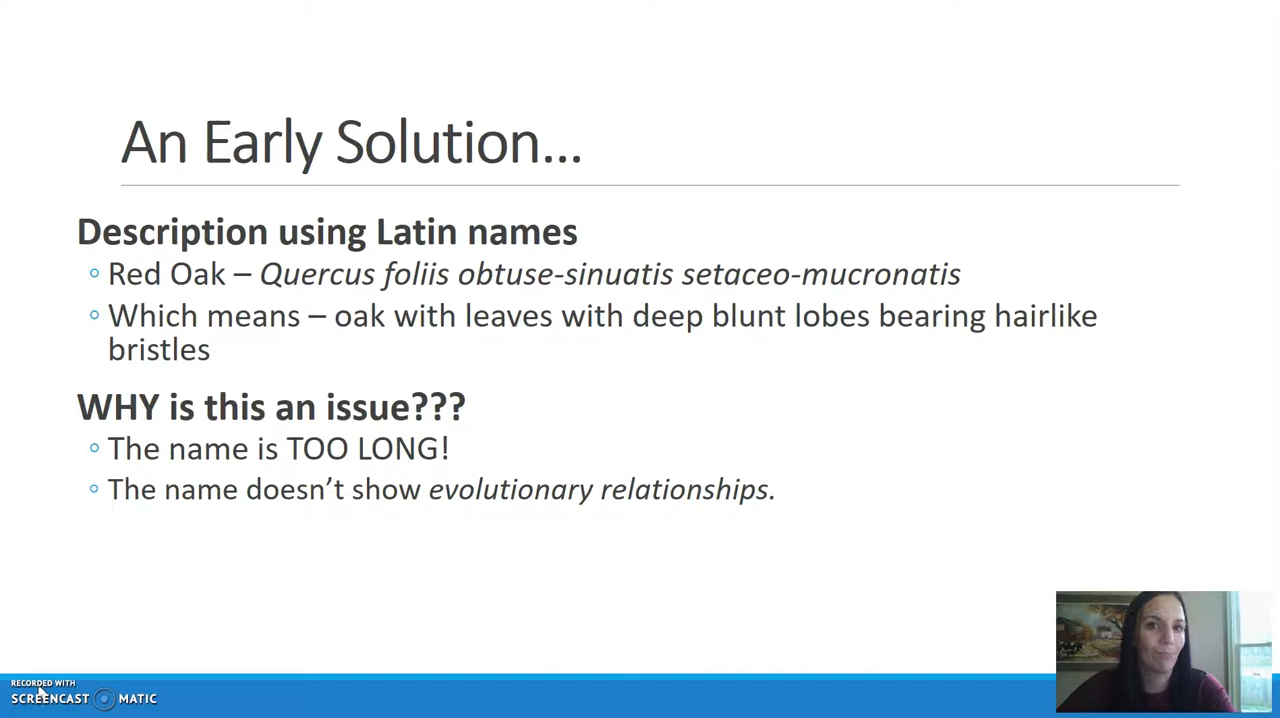 An Early Solution…
Description using Latin names
Red Oak – Quercus foliis obtuse-sinuatis setaceo-mucronatis
Which means – oak with leaves with deep blunt lobes bearing hairlike
bristles
WHY is this an issue???
The name is TOO LONG!
The name doesn’t show evolutionary relationships.
RECORDED WITH
SCREENCAST MATIC